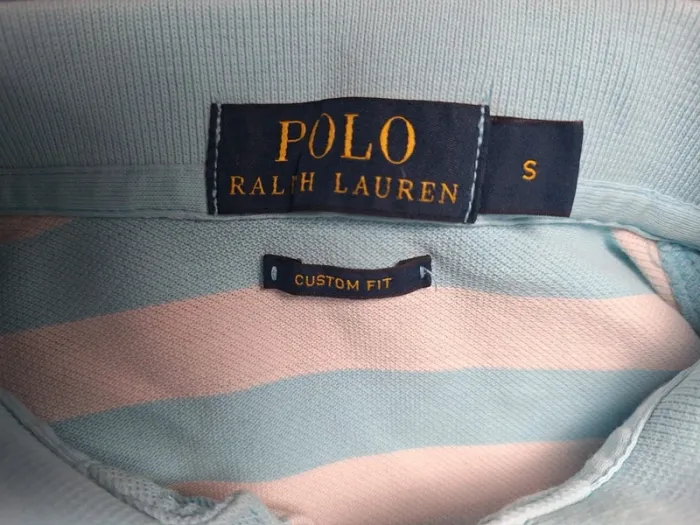 POLO
RALPH LAUREN
S
CUSTOM FIT